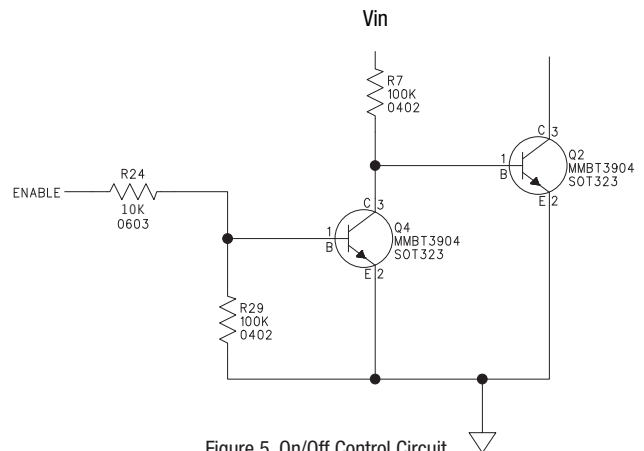 Vin
R7
100K
0402
C 3
1
B
Q2
MMBT3904
SOT323
E 2
R24
ENABLE
10K
0603
C 3
1
B
Q4
MMBT3904
SOT323
E 2
R29
100K
0402
Figure 5. On/Off Control Circuit